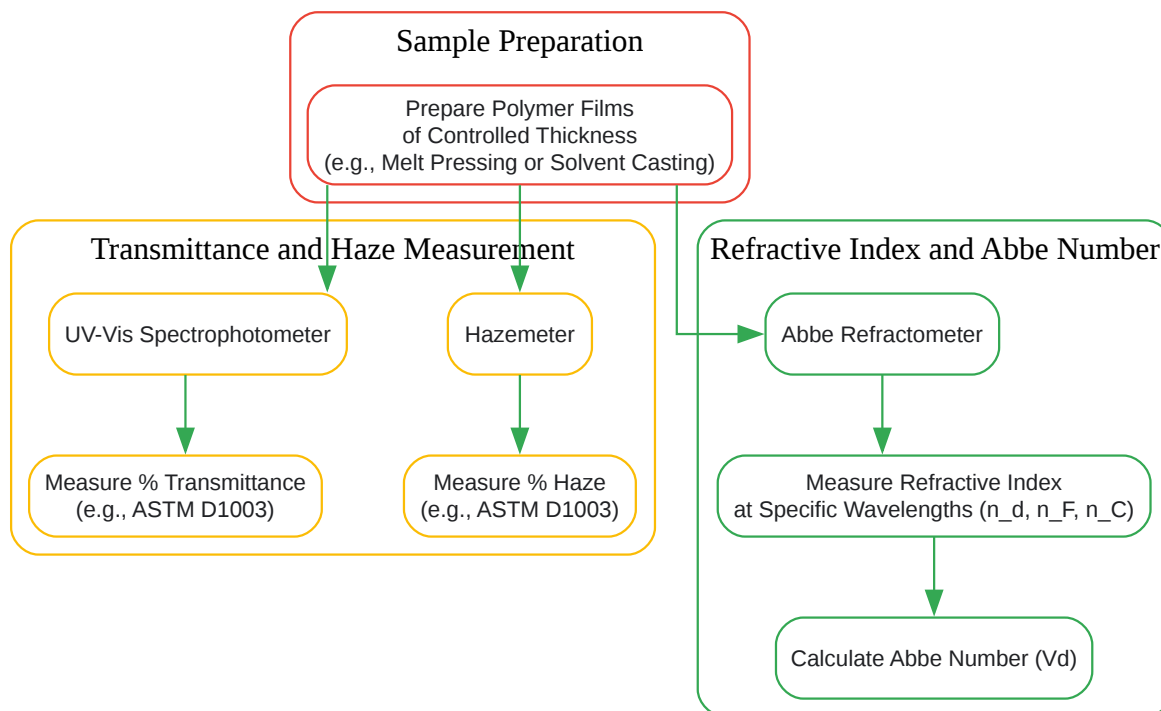 Sample Preparation
Prepare Polymer Films
of Controlled Thickness
(e.g., Melt Pressing or Solvent Casting)
Transmittance and Haze Measurement
UV-Vis Spectrophotometer
Hazemeter
Measure % Transmittance
(e.g., ASTM D1003)
Measure % Haze
(e.g., ASTM D1003)
Refractive Index and Abbe Number
Abbe Refractometer
Measure Refractive Index
at Specific Wavelengths (n_d, n_F, n_C)
Calculate Abbe Number (Vd)